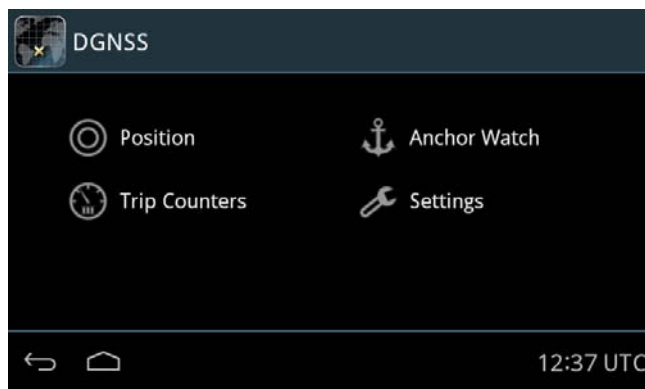 DGNSS
Position
Anchor Watch
Trip Counters
Settings
12:37 UTC